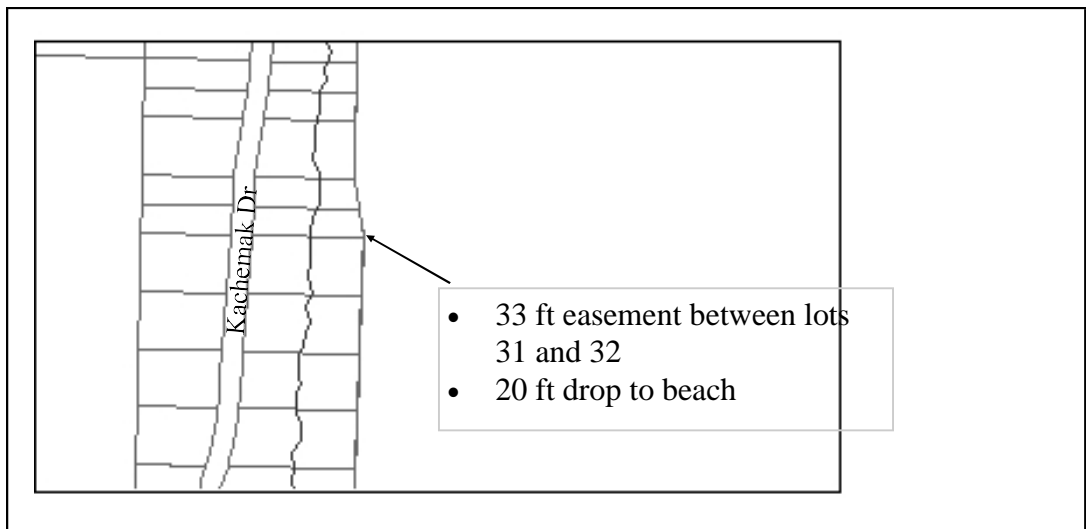 Kachemak Dr
• 33 ft easement between lots
31 and 32
• 20 ft drop to beach